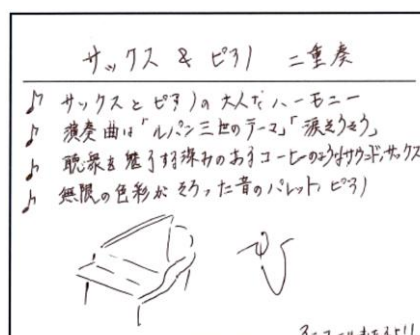 サックス & ピアノ 二重奏
♪ サックスとピアノの大人なハーモニー
♪ 演奏曲は「ルパン三世のテーマ」「涙そうそう」
♪ 聴衆を魅了する深みのあるコーヒーのようなサウンド、サックス
♪ 無限の色彩がそろった音のパレット、ピアノ